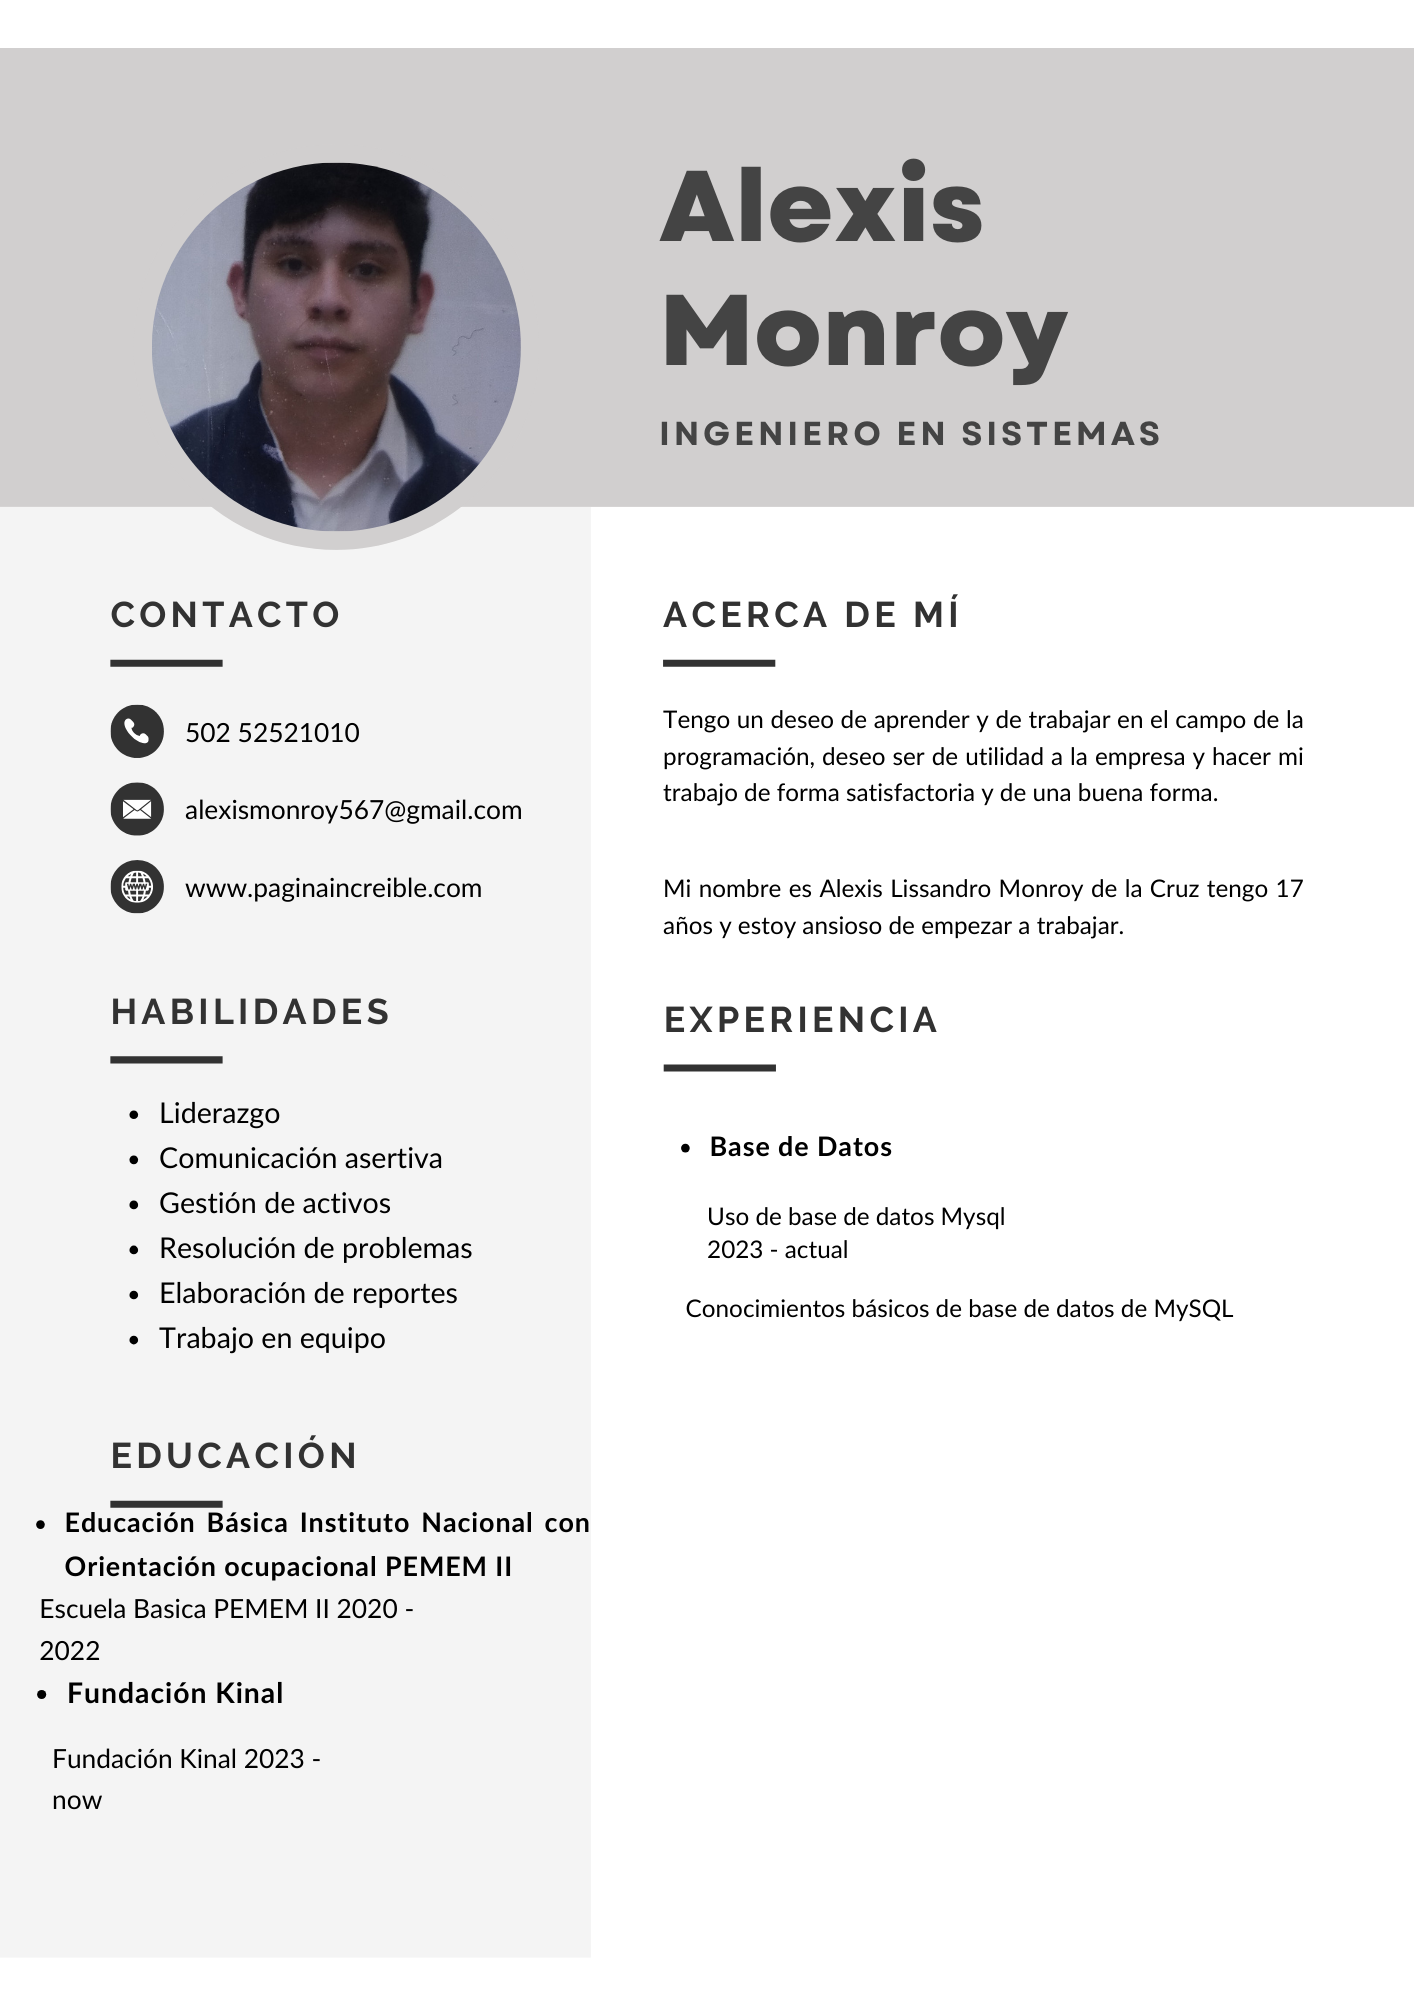 Alexis
Monroy
INGENIERO EN SISTEMAS
CONTACTO
502 52521010
alexismonroy567@gmail.com
www.paginaincreible.com
HABILIDADES
• Liderazgo
• Comunicación asertiva
• Gestión de activos
• Resolución de problemas
• Elaboración de reportes
• Trabajo en equipo
EDUCACIÓN
• Educación Básica Instituto Nacional con
Orientación ocupacional PEMEM II
Escuela Basica PEMEM II 2020 -
2022
• Fundación Kinal
Fundación Kinal 2023 -
now
ACERCA DE MÍ
Tengo un deseo de aprender y de trabajar en el campo de la
programación, deseo ser de utilidad a la empresa y hacer mi
trabajo de forma satisfactoria y de una buena forma.
Mi nombre es Alexis Lissandro Monroy de la Cruz tengo 17
años y estoy ansioso de empezar a trabajar.
EXPERIENCIA
• Base de Datos
Uso de base de datos Mysql
2023 - actual
Conocimientos básicos de base de datos de MySQL